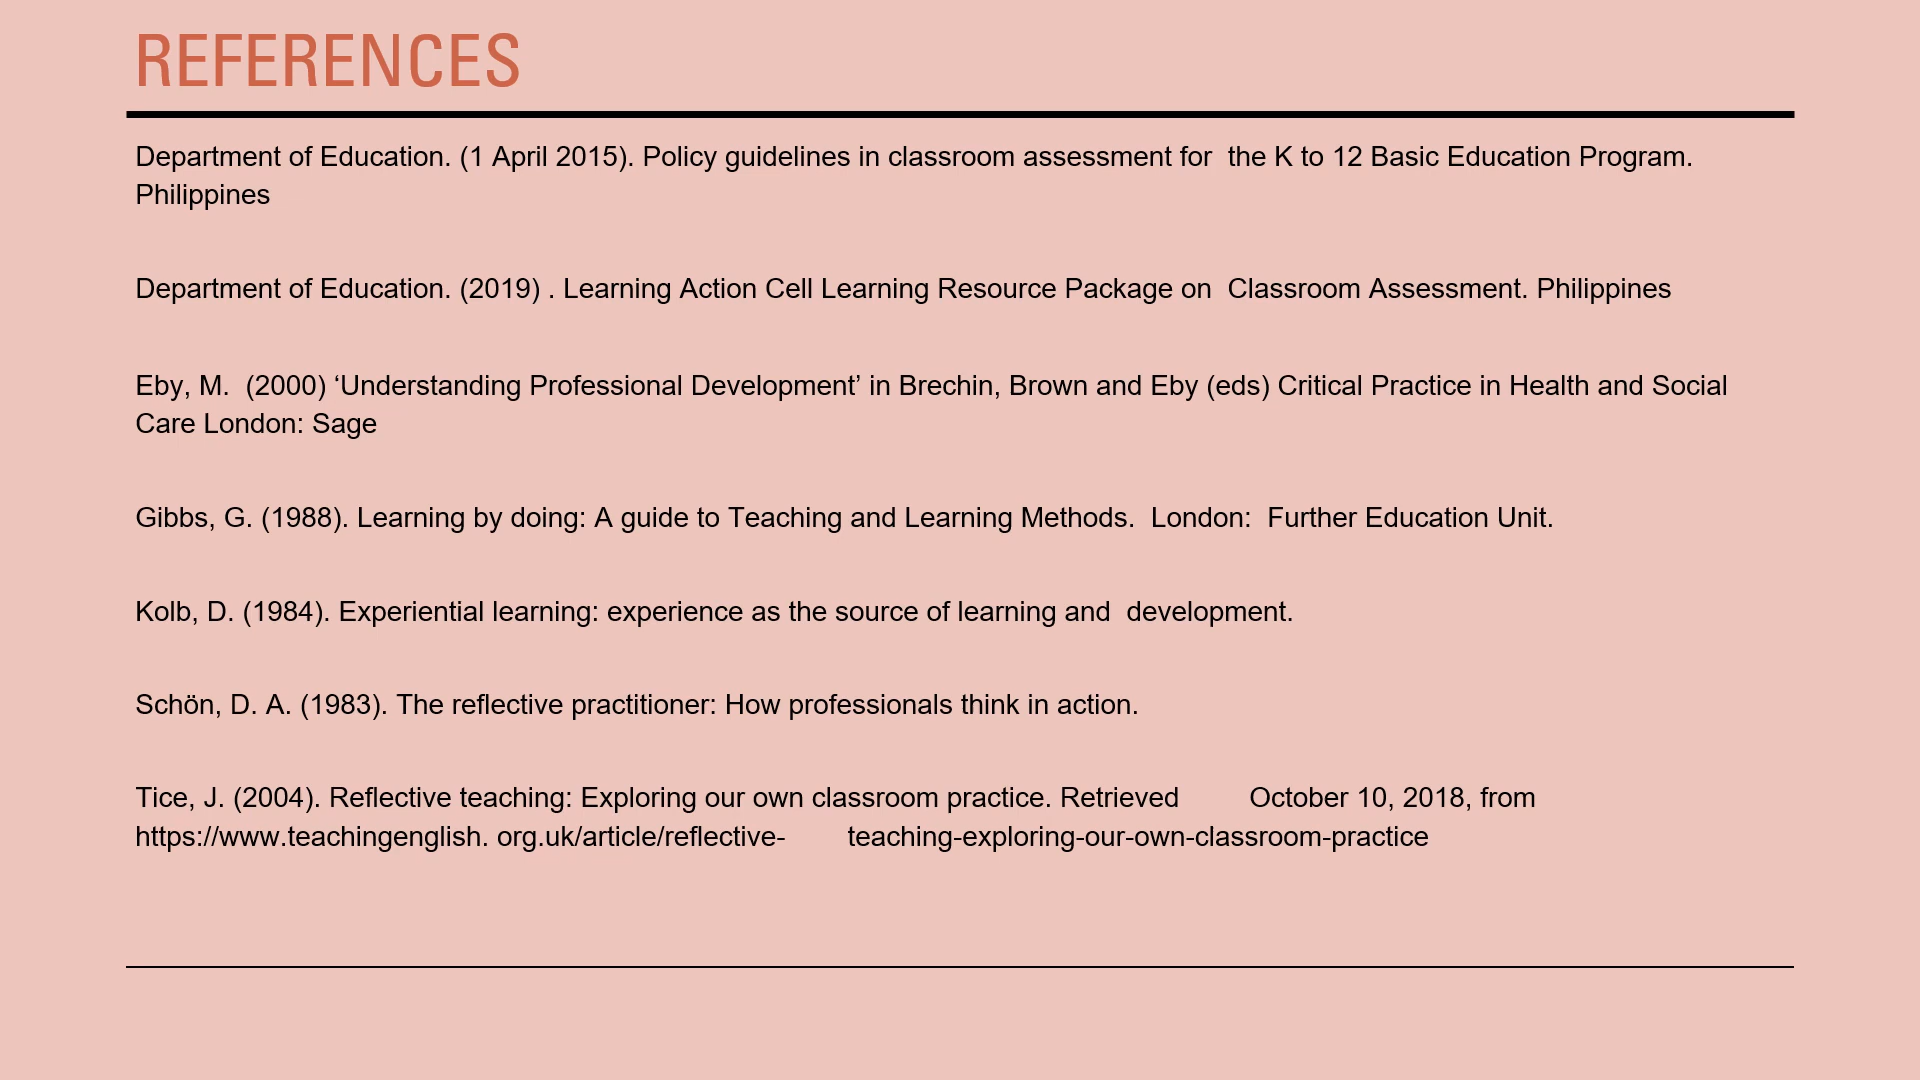 REFERENCES
Department of Education. (1 April 2015). Policy guidelines in classroom assessment for  the K to 12 Basic Education Program.
Philippines
Department of Education. (2019) . Learning Action Cell Learning Resource Package on  Classroom Assessment. Philippines
Eby, M.  (2000) ‘Understanding Professional Development’ in Brechin, Brown and Eby (eds) Critical Practice in Health and Social
Care London: Sage
Gibbs, G. (1988). Learning by doing: A guide to Teaching and Learning Methods.  London:  Further Education Unit.
Kolb, D. (1984). Experiential learning: experience as the source of learning and  development.
Schön, D. A. (1983). The reflective practitioner: How professionals think in action.
Tice, J. (2004). Reflective teaching: Exploring our own classroom practice. Retrieved October 10, 2018, from
https://www.teachingenglish. org.uk/article/reflective- teaching-exploring-our-own-classroom-practice